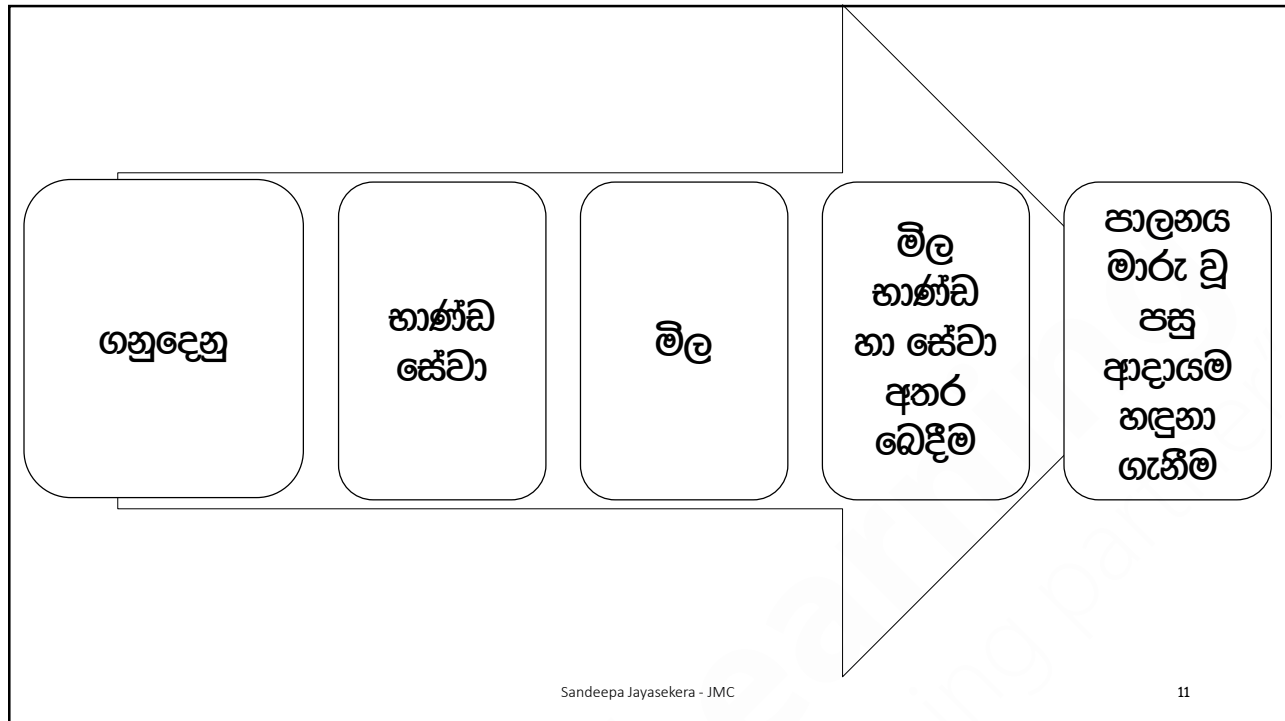 ගනුදෙනු
භාණ්ඩ
සේවා
මිල
මිල
භාණ්ඩ
හා සේවා
අතර
බෙදීම
පාලනය
මාරු වූ
පසු
ආදායම
හඳුනා
ගැනීම
Sandeepa Jayasekera - JMC
11